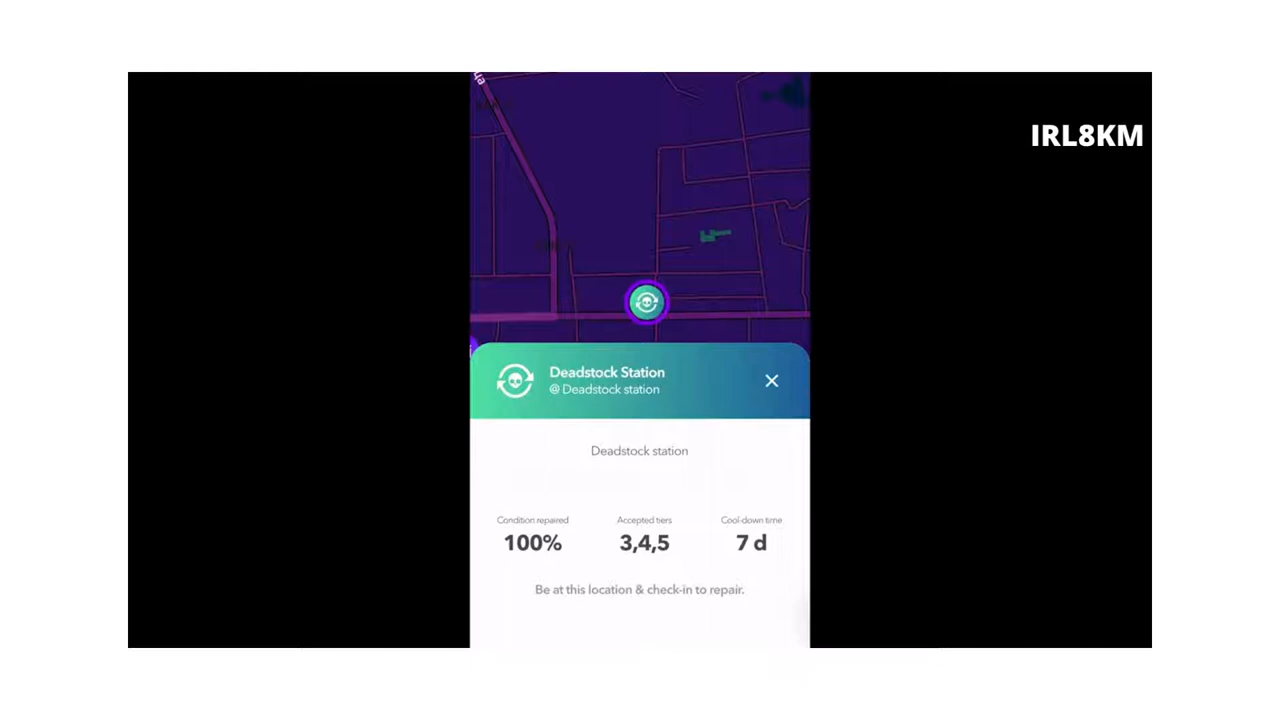 IRL8KM
Deadstock Station
@ Deadstock station
Deadstock station
Condition repaired
Accepted tiers
Cool-down time
100%
3,4,5
7 d
Be at this location & check-in to repair.